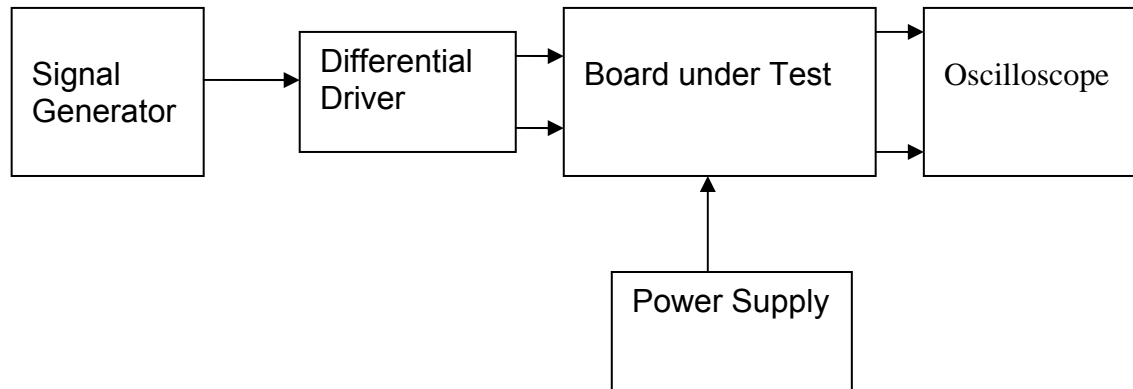 Signal
Generator
Differential
Driver
Board under Test
Oscilloscope
Power Supply